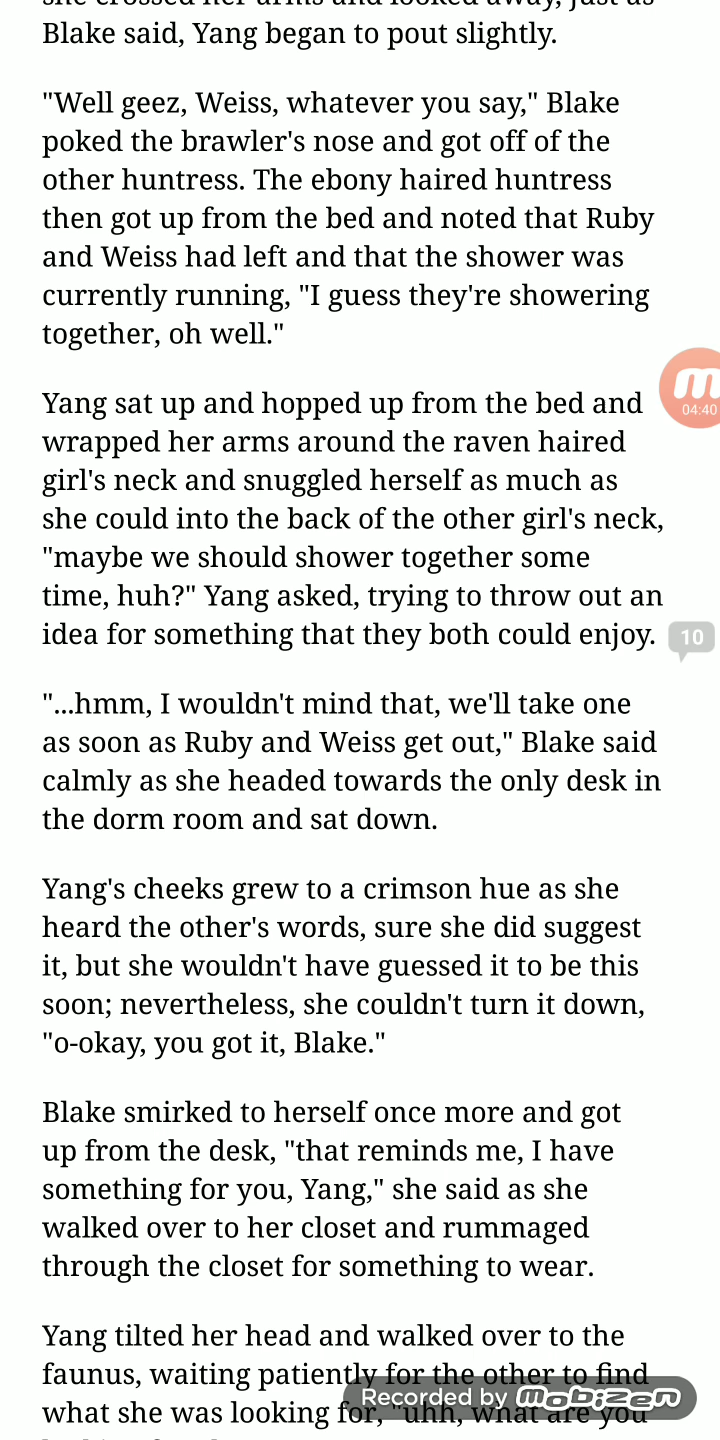 she crossed her arms and looked away, just as
Blake said, Yang began to pout slightly.
"Well geez, Weiss, whatever you say," Blake
poked the brawler's nose and got off of the
other huntress. The ebony haired huntress
then got up from the bed and noted that Ruby
and Weiss had left and that the shower was
currently running, "I guess they're showering
together, oh well."
04:40
Yang sat up and hopped up from the bed and
wrapped her arms around the raven haired
girl's neck and snuggled herself as much as
she could into the back of the other girl's neck,
"maybe we should shower together some
time, huh?" Yang asked, trying to throw out an
idea for something that they both could enjoy.
10
"...hmm, I wouldn't mind that, we'll take one
as soon as Ruby and Weiss get out," Blake said
calmly as she headed towards the only desk in
the dorm room and sat down.
Yang's cheeks grew to a crimson hue as she
heard the other's words, sure she did suggest
it, but she wouldn't have guessed it to be this
soon; nevertheless, she couldn't turn it down,
"o-okay, you got it, Blake."
Blake smirked to herself once more and got
up from the desk, "that reminds me, I have
something for you, Yang," she said as she
walked over to her closet and rummaged
through the closet for something to wear.
Yang tilted her head and walked over to the
faunus, waiting patiently for the other to find
what she was looking for, "uhh, what are you
Recorded by mobizen